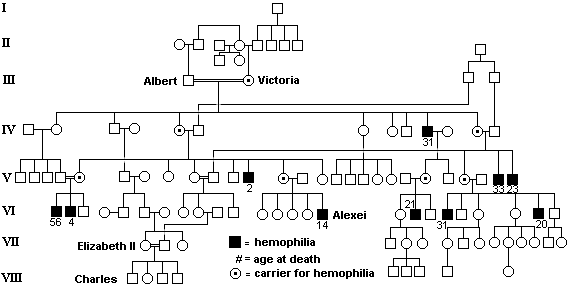 I
II
III
Albert
Victoria
IV
31
V
2
33
23
VI
56
4
14
Alexei
21
31
20
VII
Elizabeth II
= hemophilia
# = age at death
= carrier for hemophilia
VIII
Charles